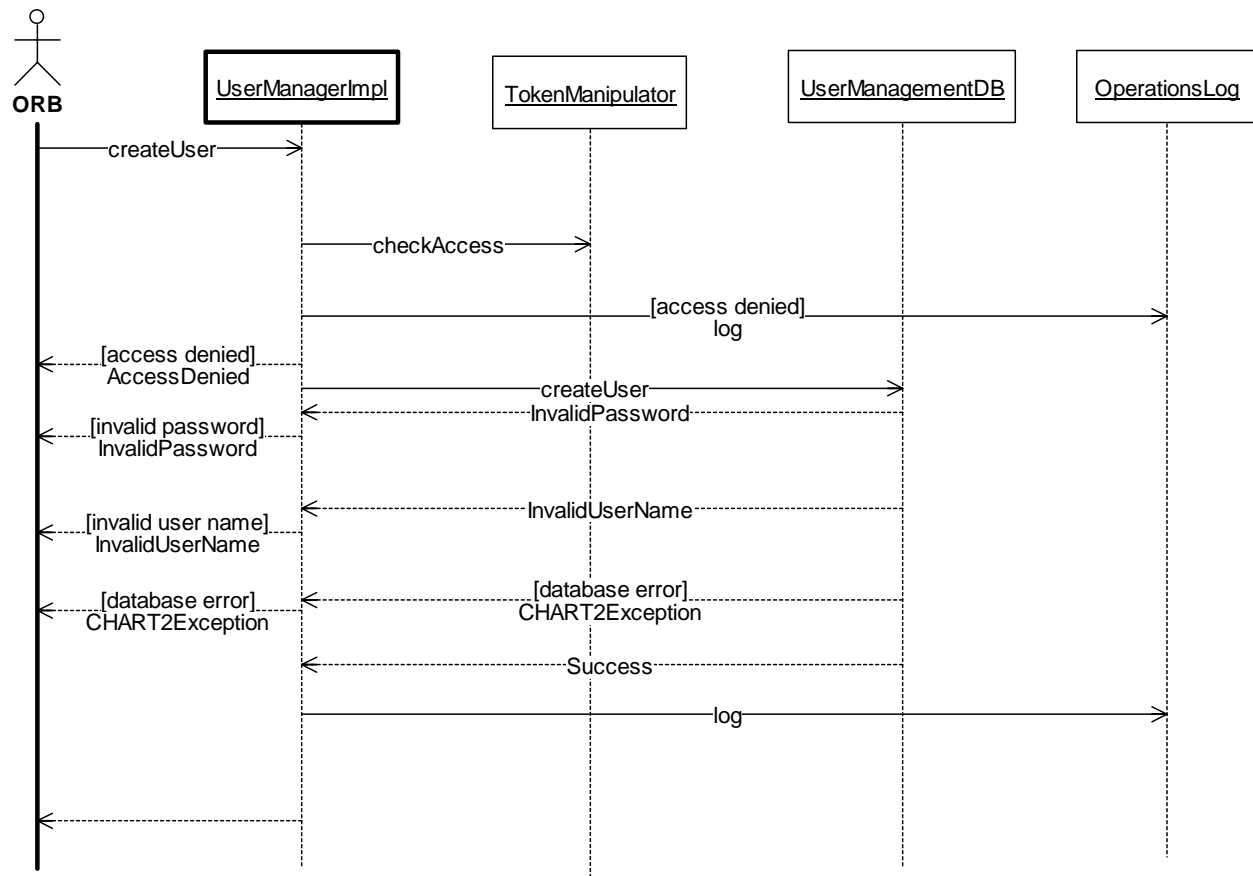 ORB
UserManagerImpl
TokenManipulator
UserManagementDB
OperationsLog
createUser
checkAccess
[access denied]
log
[access denied]
AccessDenied
createUser
InvalidPassword
[invalid password]
InvalidPassword
InvalidUserName
[invalid user name]
InvalidUserName
[database error]
CHART2Exception
[database error]
CHART2Exception
Success
log